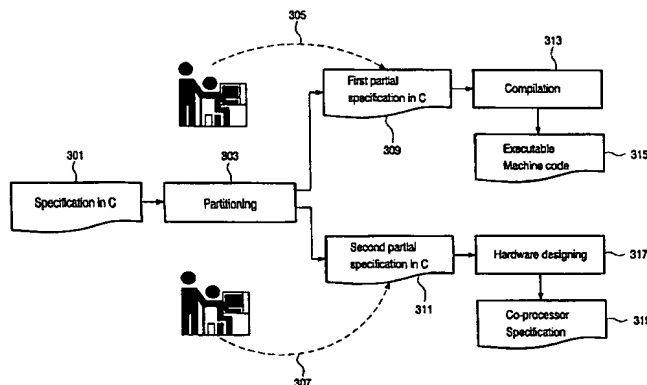 305
313
First partial
specification in C
Compilation
309
301
303
Executable
Machine code
315
Specification in C
Partitioning
Second partial
specification in C
Hardware designing
317
311
Co-processor
Specification
319
307